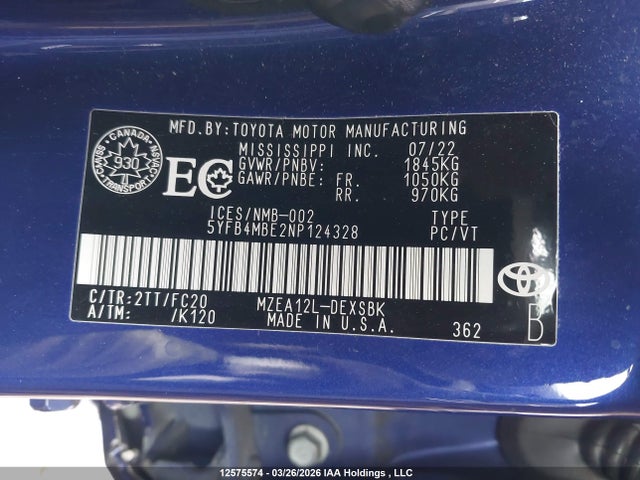 MFD.BY:TOYOTA MOTOR MANUFACTURING
MISSISSIPPI INC. 07/22
GVWR/PNBV: 1845KG
GAWR/PNBE: FR. 1050KG
RR. 970KG
CANADA
930
TRANSPORT
EC
ICES/NMB-002 TYPE
5YFB4MBE2NP124328 PC/VT
C/TR:2TT/FC20 MZEA12L-DEXSBK
A/TM: /K120 MADE IN U.S.A. 362
B
12575574 - 03/26/2026 IAA Holdings , LLC